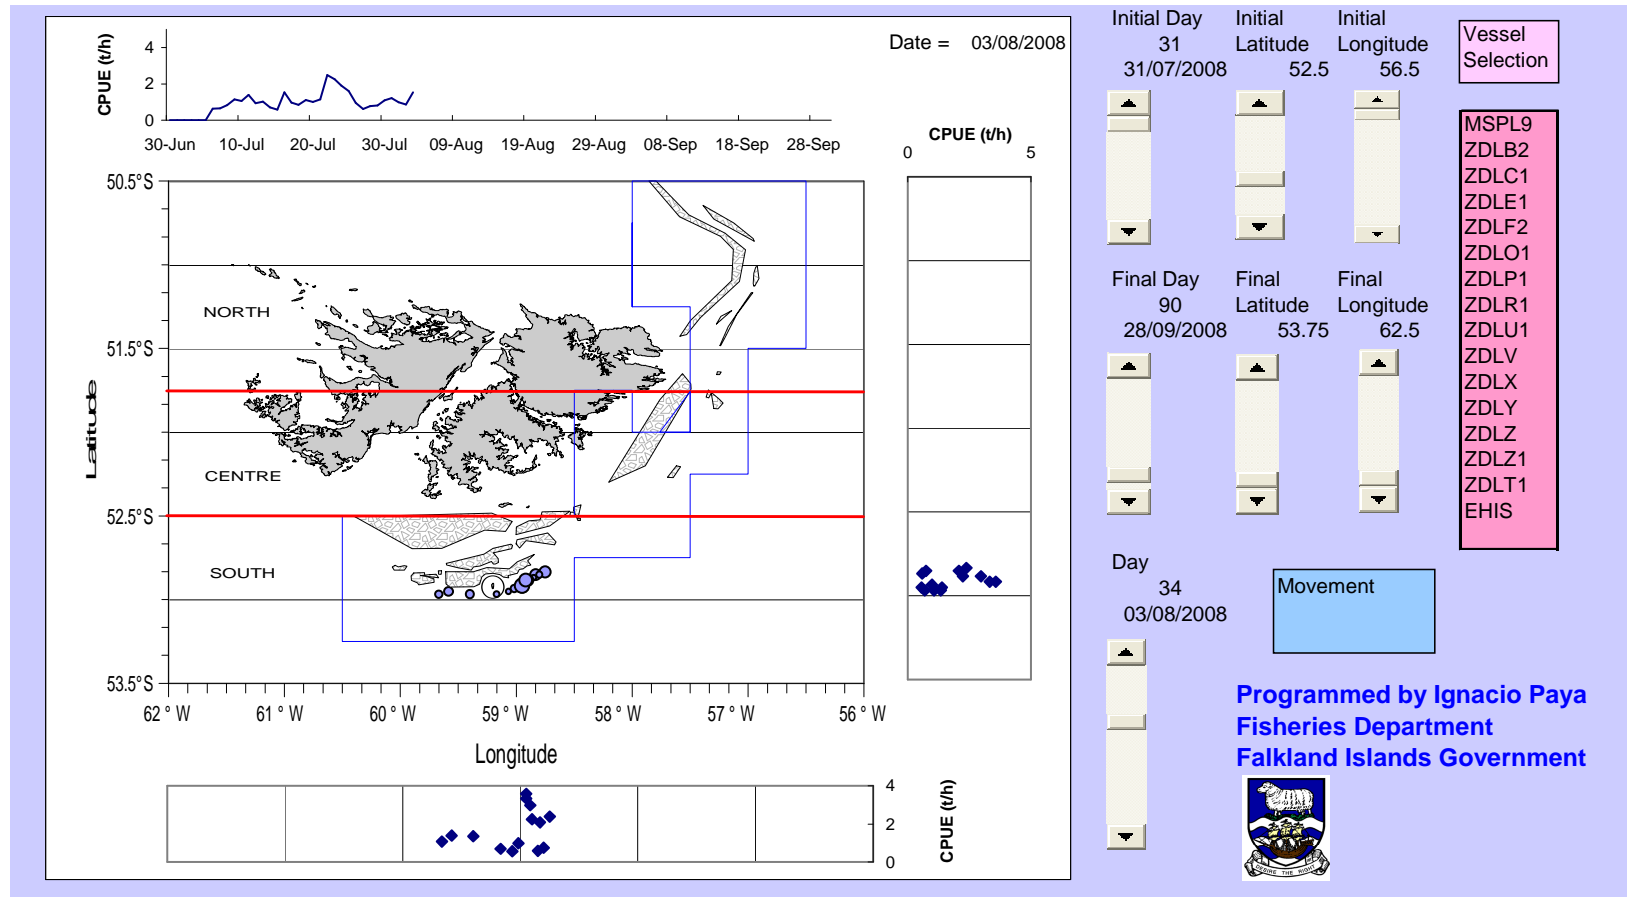 CPUE (t/h)
4
2
0
30-Jun 10-Jul 20-Jul 30-Jul 09-Aug 19-Aug 29-Aug 08-Sep 18-Sep 28-Sep
Date = 03/08/2008
CPUE (t/h)
0 5
Latitude
50.5°S
51.5°S
52.5°S
53.5°S
NORTH
CENTRE
SOUTH
62 ° W 61 ° W 60 ° W 59 ° W 58 ° W 57 ° W 56 ° W
Longitude
4
2
0
CPUE (t/h)
Initial Day
31
31/07/2008
Initial
Latitude
52.5
Initial
Longitude
56.5
Vessel
Selection
MSPL9
ZDLB2
ZDLC1
ZDLE1
ZDLF2
ZDLO1
ZDLP1
ZDLR1
ZDLU1
ZDLV
ZDLX
ZDLY
ZDLZ
ZDLZ1
ZDLT1
EHIS
Final Day
90
28/09/2008
Final
Latitude
53.75
Final
Longitude
62.5
Day
34
03/08/2008
Movement
Programmed by Ignacio Paya
Fisheries Department
Falkland Islands Government
DESIRE THE RIGHT